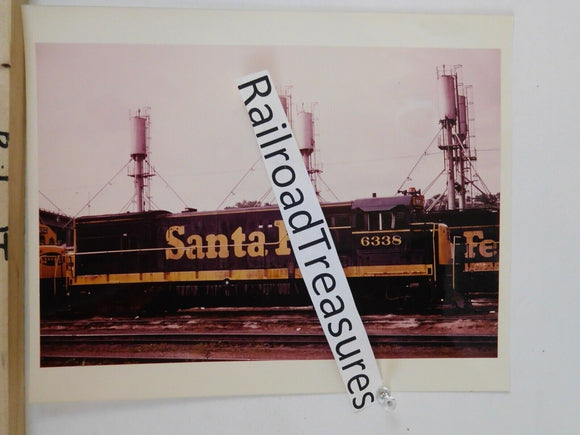 RailroadTreasures
Santa F
6338
Fe